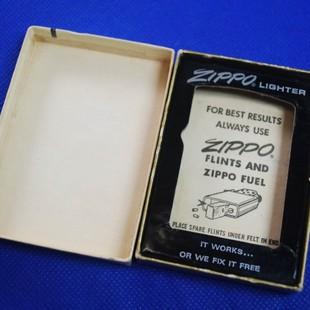 ZIPPO® LIGHTER
FOR BEST RESULTS
ALWAYS USE
ZIPPO®
FLINTS AND
ZIPPO FUEL
PLACE SPARE FLINTS UNDER FELT ON END
IT WORKS...
OR WE FIX IT FREE